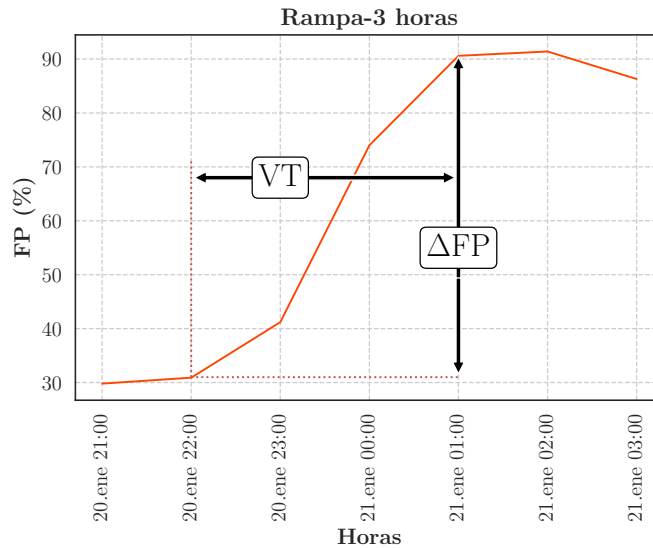 Rampa-3 horas
FP (%)
90
80
70
60
50
40
30
VT
ΔFP
20.ene 21:00
20.ene 22:00
20.ene 23:00
21.ene 00:00
21.ene 01:00
21.ene 02:00
21.ene 03:00
Horas